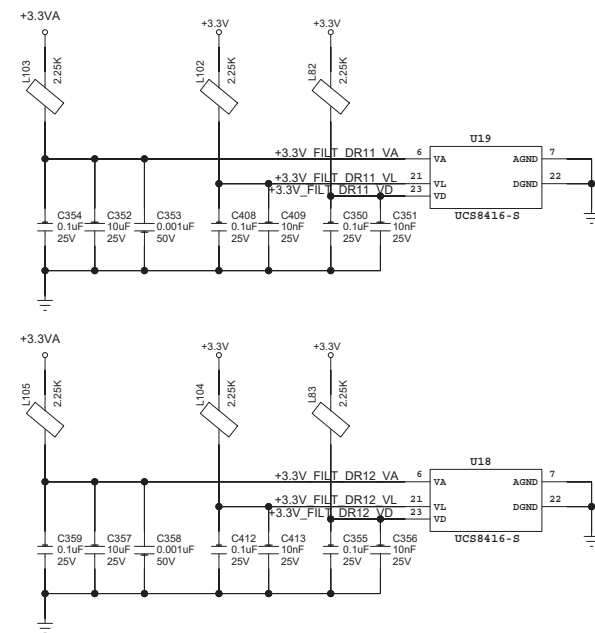 +3.3VA
+3.3V
+3.3V
L103
2.25K
L102
2.25K
L82
2.25K
U19
+3.3V_FILT_DR11_VA
6
VA
AGND
7
+3.3V_FILT_DR11_VL
21
VL
DGND
22
+3.3V_FILT_DR11_VD
23
VD
UCS8416-S
C354
0.1uF
25V
C352
10uF
25V
C353
0.001uF
50V
C408
0.1uF
25V
C409
10nF
25V
C350
0.1uF
25V
C351
10nF
25V
+3.3VA
+3.3V
+3.3V
L105
2.25K
L104
2.25K
L83
2.25K
U18
+3.3V_FILT_DR12_VA
6
VA
AGND
7
+3.3V_FILT_DR12_VL
21
VL
DGND
22
+3.3V_FILT_DR12_VD
23
VD
UCS8416-S
C359
0.1uF
25V
C357
10uF
25V
C358
0.001uF
50V
C412
0.1uF
25V
C413
10nF
25V
C355
0.1uF
25V
C356
10nF
25V